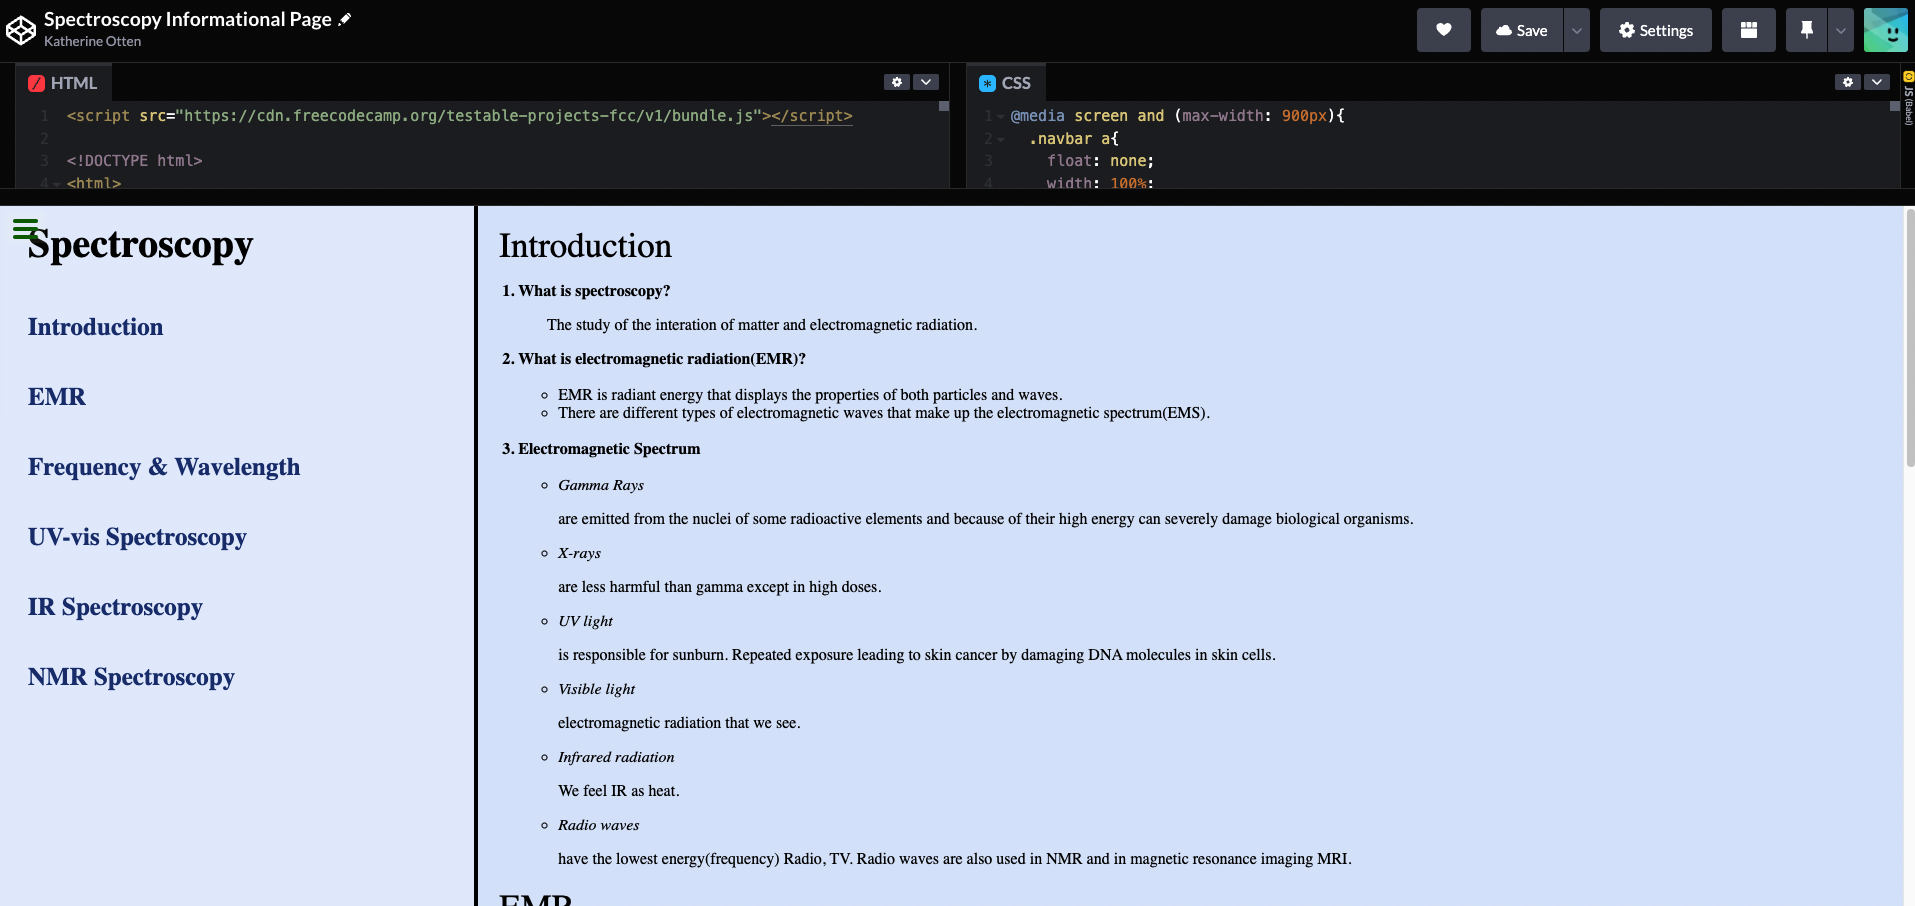 Spectroscopy Informational Page
Katherine Otten
Save
Settings
HTML
1 <script src="https://cdn.freecodecamp.org/testable-projects-fcc/v1/bundle.js"></script>
2
3 <!DOCTYPE html>
4 <html>
CSS
1 @media screen and (max-width: 900px){
2 .navbar a{
3 float: none;
4 width: 100%;
JS (Babel)
Spectroscopy
Introduction
EMR
Frequency & Wavelength
UV-vis Spectroscopy
IR Spectroscopy
NMR Spectroscopy
Introduction
1. What is spectroscopy?
The study of the interation of matter and electromagnetic radiation.
2. What is electromagnetic radiation(EMR)?
EMR is radiant energy that displays the properties of both particles and waves.
There are different types of electromagnetic waves that make up the electromagnetic spectrum(EMS).
3. Electromagnetic Spectrum
Gamma Rays
are emitted from the nuclei of some radioactive elements and because of their high energy can severely damage biological organisms.
X-rays
are less harmful than gamma except in high doses.
UV light
is responsible for sunburn. Repeated exposure leading to skin cancer by damaging DNA molecules in skin cells.
Visible light
electromagnetic radiation that we see.
Infrared radiation
We feel IR as heat.
Radio waves
have the lowest energy(frequency) Radio, TV. Radio waves are also used in NMR and in magnetic resonance imaging MRI.
EMR